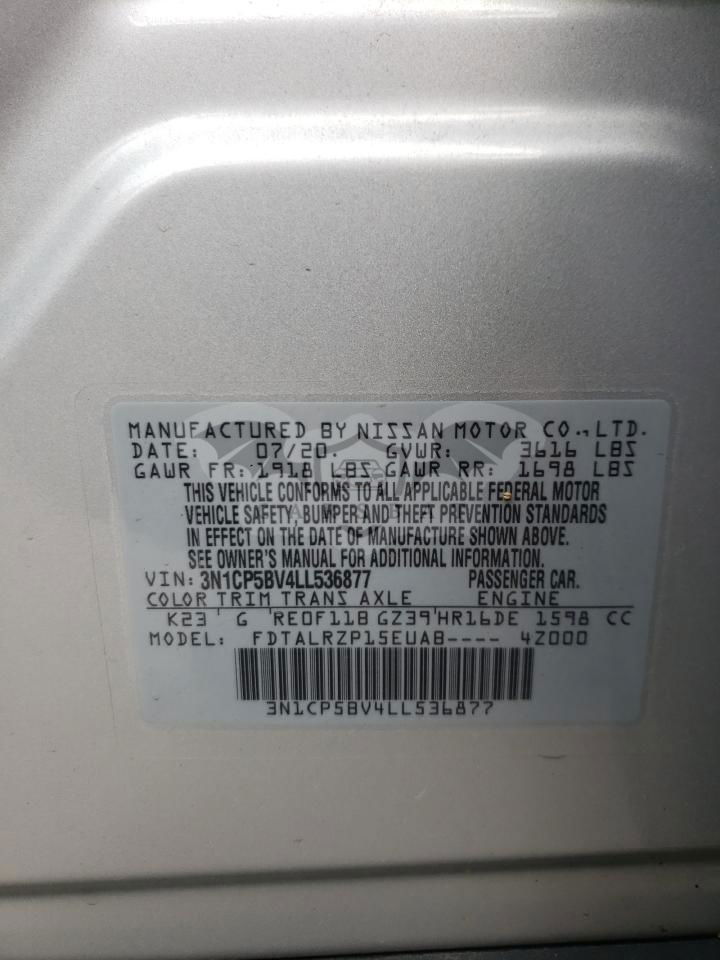 MANUFACTURED BY NISSAN MOTOR CO.,LTD.
DATE: 07/20. GVWR: 3616 LBS
GAWR FR: 1918 LBS GAWR RR: 1698 LBS
THIS VEHICLE CONFORMS TO ALL APPLICABLE FEDERAL MOTOR
VEHICLE SAFETY, BUMPER AND THEFT PREVENTION STANDARDS
IN EFFECT ON THE DATE OF MANUFACTURE SHOWN ABOVE.
SEE OWNER'S MANUAL FOR ADDITIONAL INFORMATION.
VIN: 3N1CP5BV4LL536877 PASSENGER CAR.
COLOR TRIM TRANS AXLE ENGINE
K23 G RE0F11B GZ39 HR16DE 1598 CC
MODEL: FDTALRZP15EUAB---- 4Z000
3N1CP5BV4LL536877